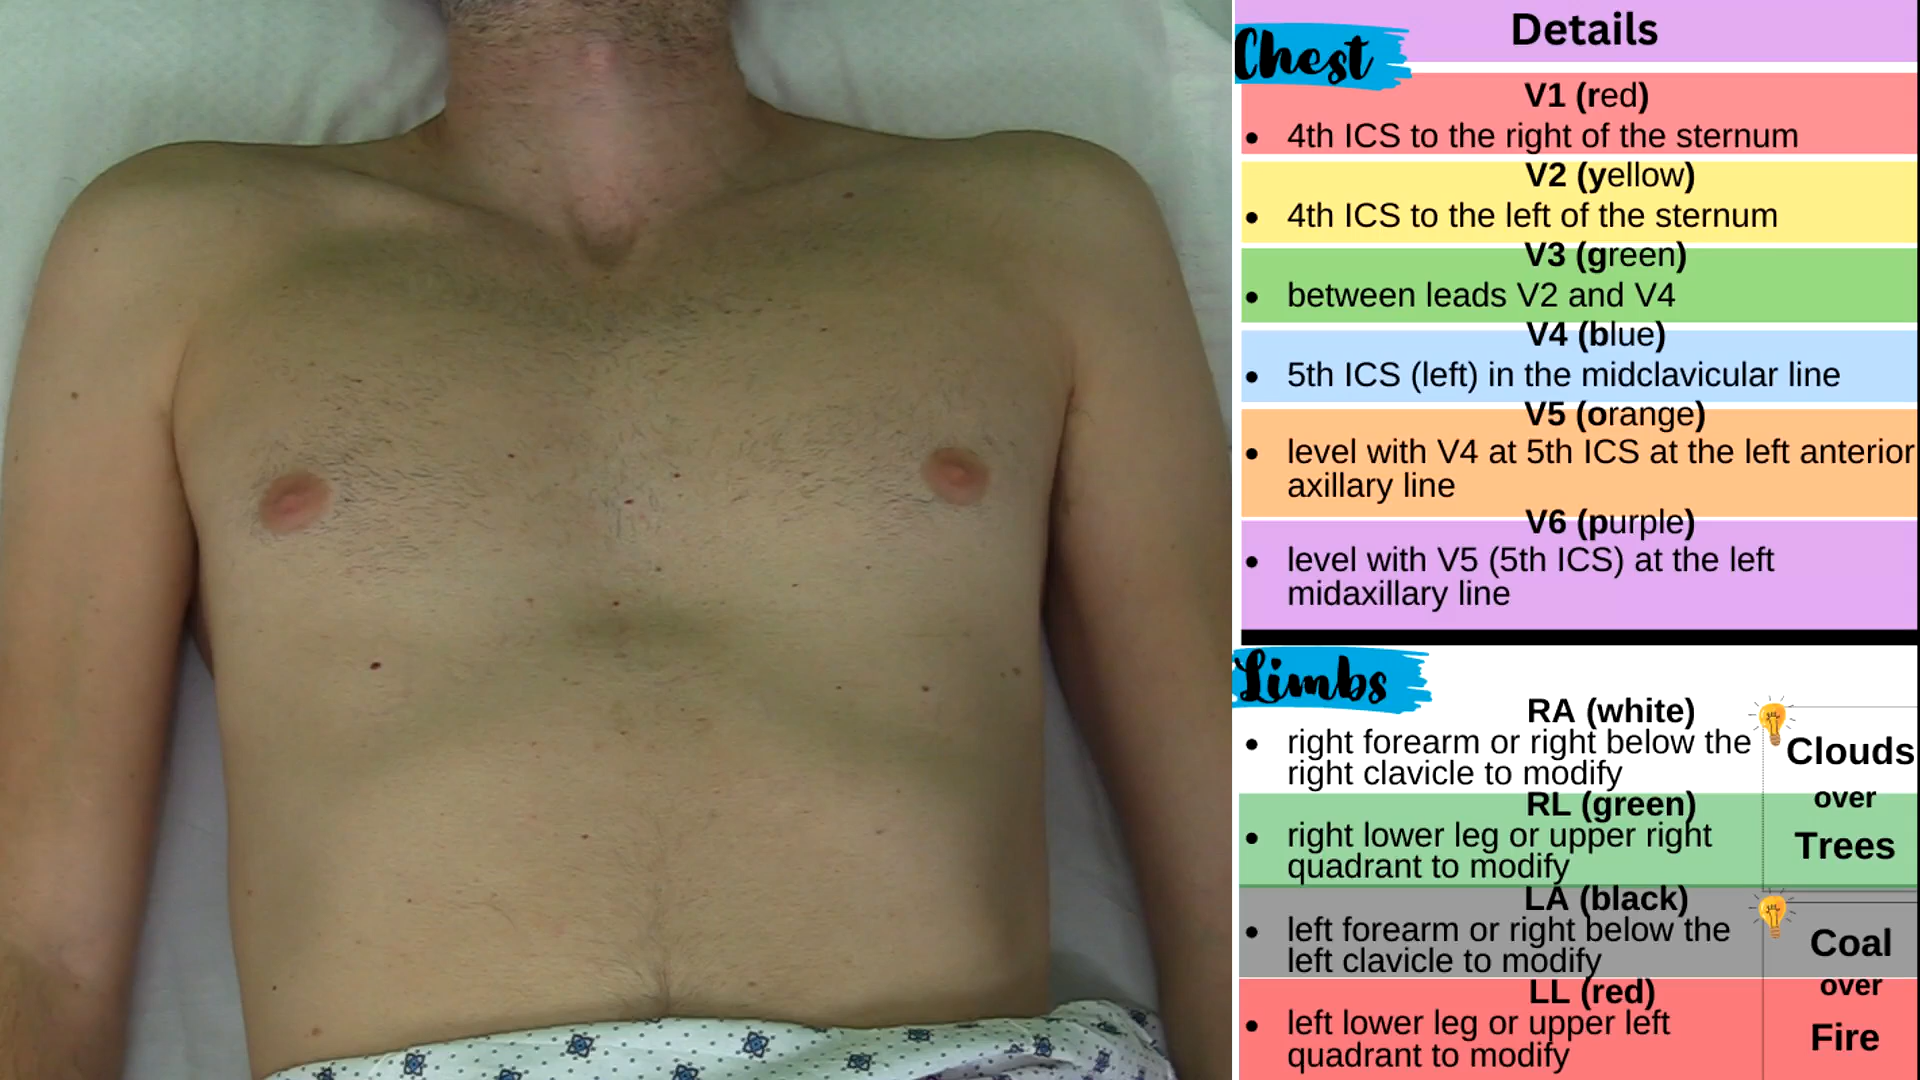 Details
Chest
V1 (red)
• 4th ICS to the right of the sternum
V2 (yellow)
• 4th ICS to the left of the sternum
V3 (green)
• between leads V2 and V4
V4 (blue)
• 5th ICS (left) in the midclavicular line
V5 (orange)
• level with V4 at 5th ICS at the left anterior
axillary line
V6 (purple)
• level with V5 (5th ICS) at the left
midaxillary line
Limbs
RA (white)
• right forearm or right below the
right clavicle to modify
RL (green)
• right lower leg or upper right
quadrant to modify
Clouds
over
Trees
LA (black)
• left forearm or right below the
left clavicle to modify
LL (red)
• left lower leg or upper left
quadrant to modify
Coal
over
Fire